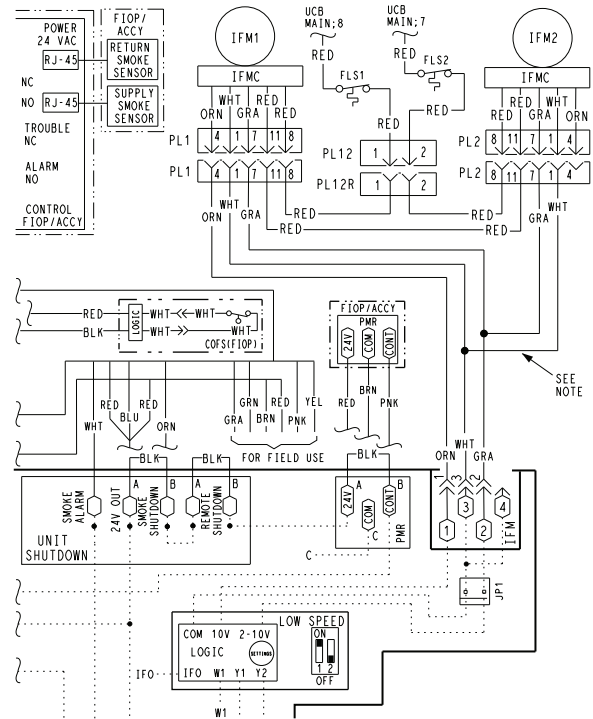 POWER
24 VAC
RJ-45
NC
NO
RJ-45
TROUBLE
NC
ALARM
NO
CONTROL
FIOP/ACCY
FIOP/
ACCY
RETURN
SMOKE
SENSOR
SUPPLY
SMOKE
SENSOR
IFM1
IFMC
ORN
WHT
GRA
RED
RED
PL1
4
1
7
11
8
PL1
4
1
7
11
8
ORN
WHT
GRA
UCB
MAIN;8
RED
FLS1
RED
UCB
MAIN;7
RED
FLS2
RED
PL12
1
2
PL12R
1
2
IFM2
IFMC
RED
RED
GRA
WHT
ORN
PL2
8
11
7
1
4
PL2
8
11
7
1
4
GRA
WHT
RED
RED
RED
RED
RED
BLK
LOGIC
WHT
WHT
WHT
WHT
COFS(FIOP)
FIOP/ACCY
PMR
24V
COM
CONT
RED
BRN
PNK
SEE
NOTE
WHT
RED
BLU
RED
ORN
GRA
GRN
BRN
RED
PNK
YEL
FOR FIELD USE
BLK
BLK
BLK
ORN
WHT
GRA
SMOKE
ALARM
24V OUT
A
SMOKE
SHUTDOWN
B
A
REMOTE
SHUTDOWN
B
UNIT
SHUTDOWN
24V
A
COM
C
CONT
B
PMR
C
1
3
2
1
3
2
4
IFM
JP1
LOW SPEED
COM 10V 2-10V
LOGIC
SETTINGS
IFO W1 Y1 Y2
ON
1 2
OFF
IFO
W1